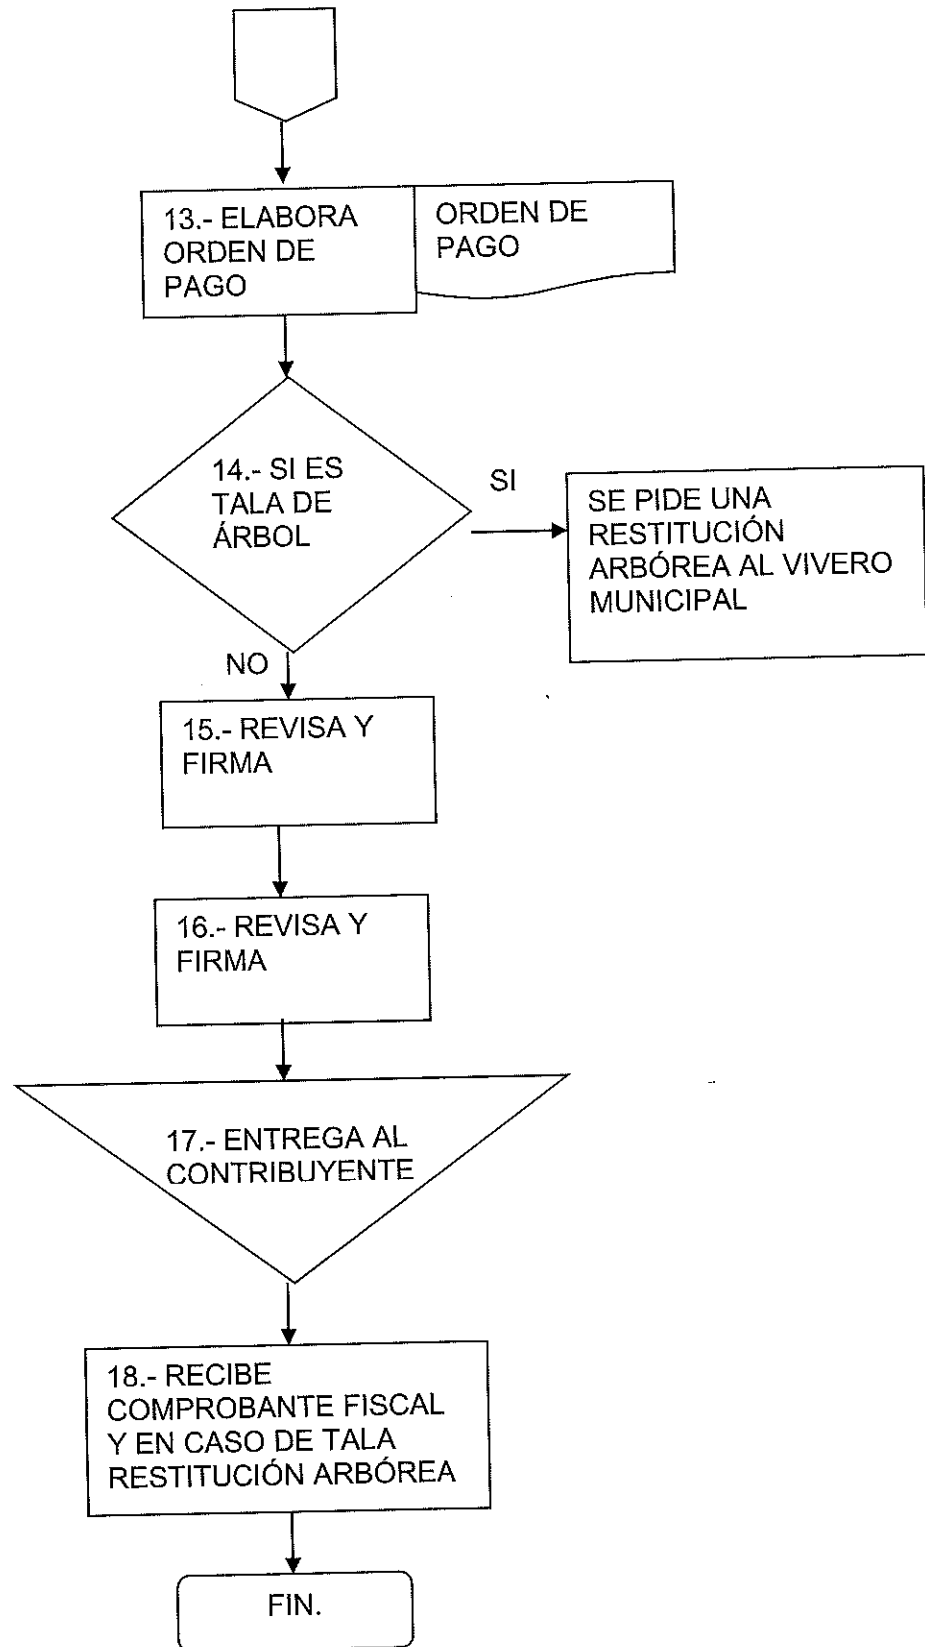 13.- ELABORA
ORDEN DE
PAGO
ORDEN DE
PAGO
14.- SI ES
TALA DE
ÁRBOL
SI
SE PIDE UNA
RESTITUCIÓN
ARBÓREA AL VIVERO
MUNICIPAL
NO
15.- REVISA Y
FIRMA
16.- REVISA Y
FIRMA
17.- ENTREGA AL
CONTRIBUYENTE
18.- RECIBE
COMPROBANTE FISCAL
Y EN CASO DE TALA
RESTITUCIÓN ARBÓREA
FIN.